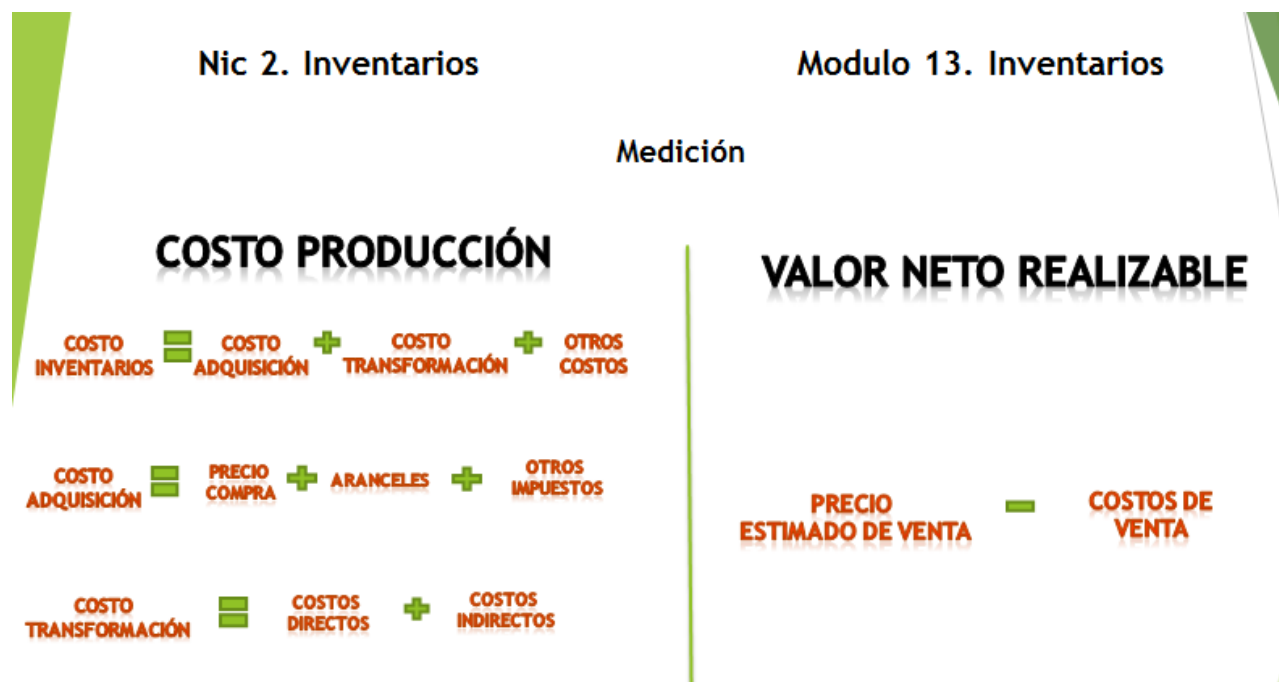 Nic 2. Inventarios
Modulo 13. Inventarios
Medición
COSTO PRODUCCIÓN
COSTO
INVENTARIOS
=
COSTO
ADQUISICIÓN
+
COSTO
TRANSFORMACIÓN
+
OTROS
COSTOS
COSTO
ADQUISICIÓN
=
PRECIO
COMPRA
+
ARANCELES
+
OTROS
IMPUESTOS
COSTO
TRANSFORMACIÓN
=
COSTOS
DIRECTOS
+
COSTOS
INDIRECTOS
VALOR NETO REALIZABLE
PRECIO
ESTIMADO DE VENTA
-
COSTOS DE
VENTA